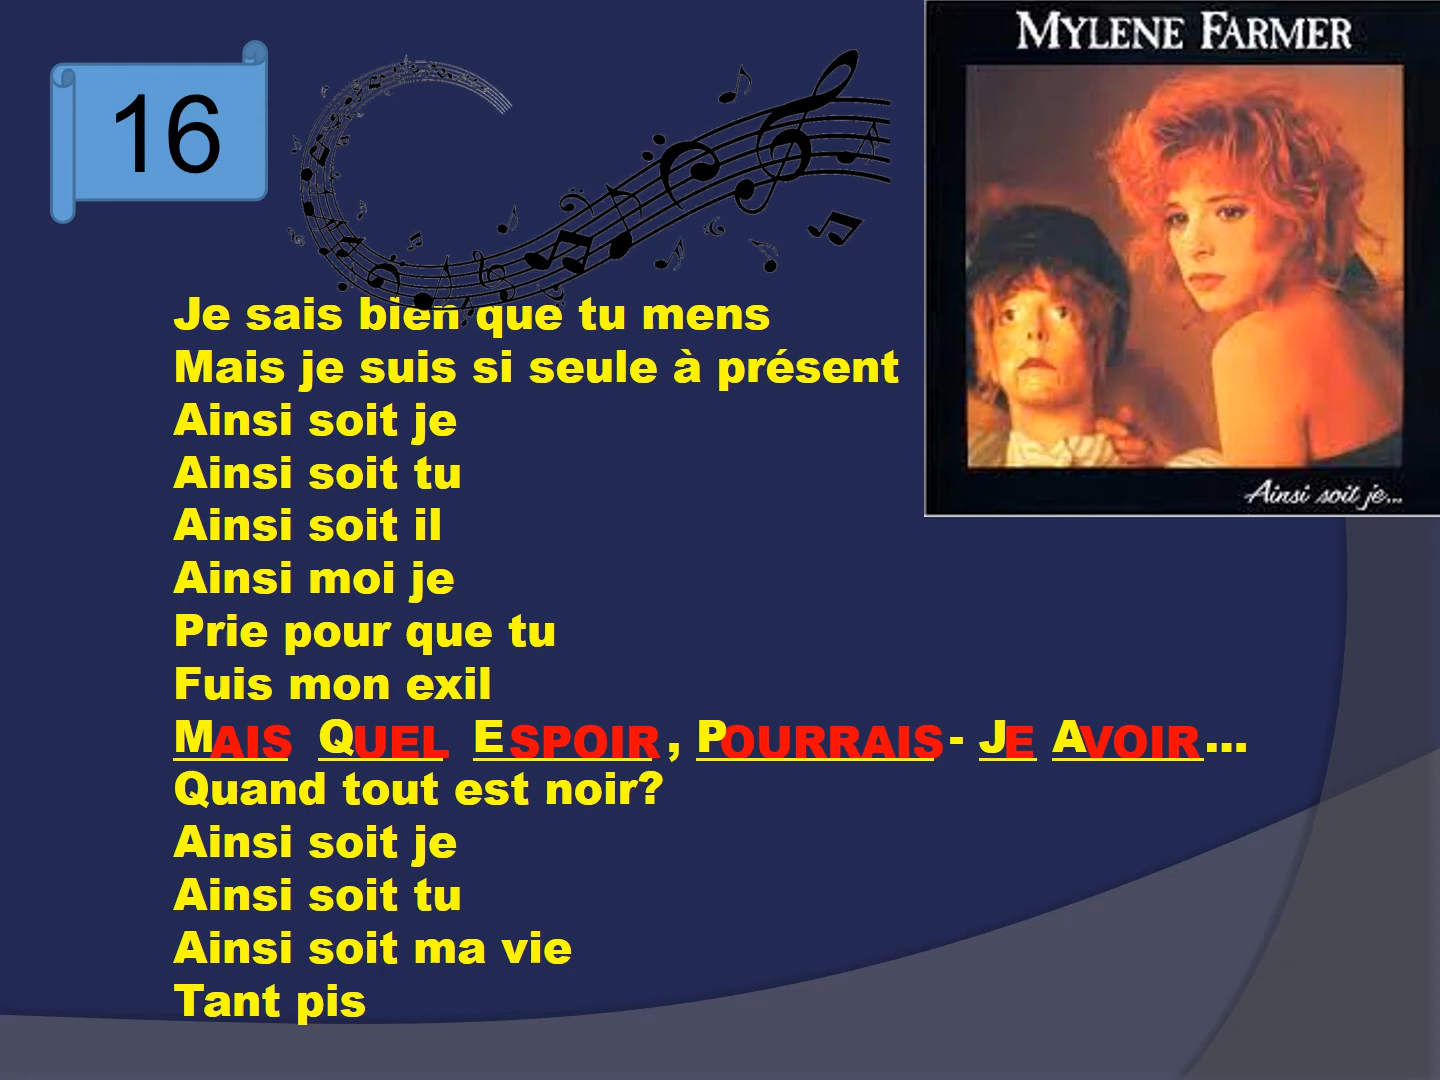 16
MYLENE FARMER
Ainsi soit je...
Je sais bien que tu mens
Mais je suis si seule à présent
Ainsi soit je
Ainsi soit tu
Ainsi soit il
Ainsi moi je
Prie pour que tu
Fuis mon exil
MAIS QUEL ESPOIR, POURRAIS - JE AVOIR...
Quand tout est noir?
Ainsi soit je
Ainsi soit tu
Ainsi soit ma vie
Tant pis